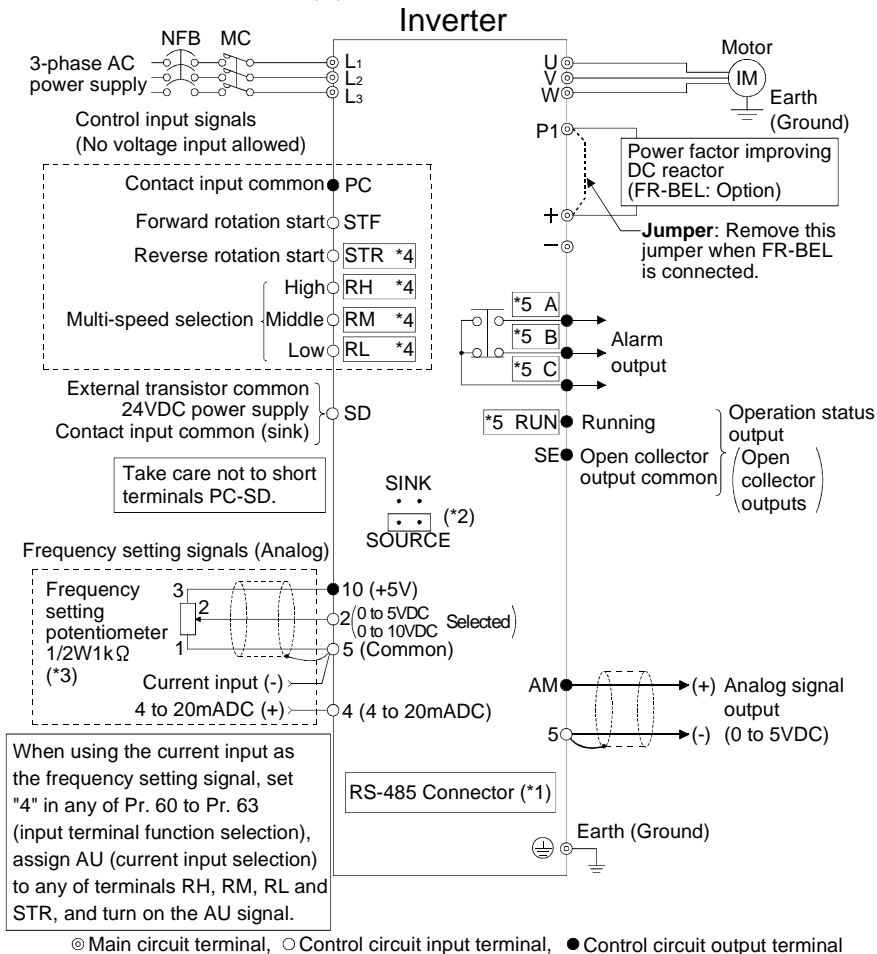 Inverter
NFB MC
3-phase AC
power supply
L1
L2
L3
U
V
W
Motor
IM
Earth
(Ground)
Control input signals
(No voltage input allowed)
P1
Power factor improving
DC reactor
(FR-BEL: Option)
+
−
Jumper: Remove this
jumper when FR-BEL
is connected.
Contact input common PC
Forward rotation start STF
Reverse rotation start STR *4
Multi-speed selection
High RH *4
Middle RM *4
Low RL *4
*5 A
*5 B
*5 C
Alarm
output
External transistor common
24VDC power supply
Contact input common (sink)
SD
*5 RUN Running
SE Open collector
output common
Operation status
output
(Open
collector
outputs)
Take care not to short
terminals PC-SD.
SINK
(*2)
SOURCE
Frequency setting signals (Analog)
Frequency
setting
potentiometer
1/2W1kΩ
(*3)
3
2
1
10 (+5V)
2 (0 to 5VDC
0 to 10VDC Selected)
5 (Common)
Current input (-)
4 to 20mADC (+)
4 (4 to 20mADC)
AM (+) Analog signal
output
5 (-) (0 to 5VDC)
When using the current input as
the frequency setting signal, set
"4" in any of Pr. 60 to Pr. 63
(input terminal function selection),
assign AU (current input selection)
to any of terminals RH, RM, RL and
STR, and turn on the AU signal.
RS-485 Connector (*1)
Earth (Ground)
Main circuit terminal, Control circuit input terminal, Control circuit output terminal